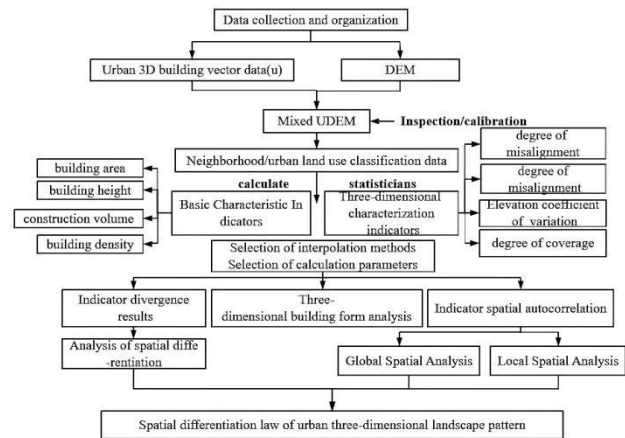 Data collection and organization
Urban 3D building vector data(u)
DEM
Mixed UDEM
Inspection/calibration
Neighborhood/urban land use classification data
calculate
statisticians
building area
building height
construction volume
building density
Basic Characteristic In
dicators
Three-dimensional
characterization
indicators
degree of
misalignment
degree of
misalignment
Elevation coefficient
of variation
degree of coverage
Selection of interpolation methods
Selection of calculation parameters
Indicator divergence
results
Three-
dimensional building form analysis
Indicator spatial autocorrelation
Analysis of spatial diffe
-rentiation
Global Spatial Analysis
Local Spatial Analysis
Spatial differentiation law of urban three-dimensional landscape pattern